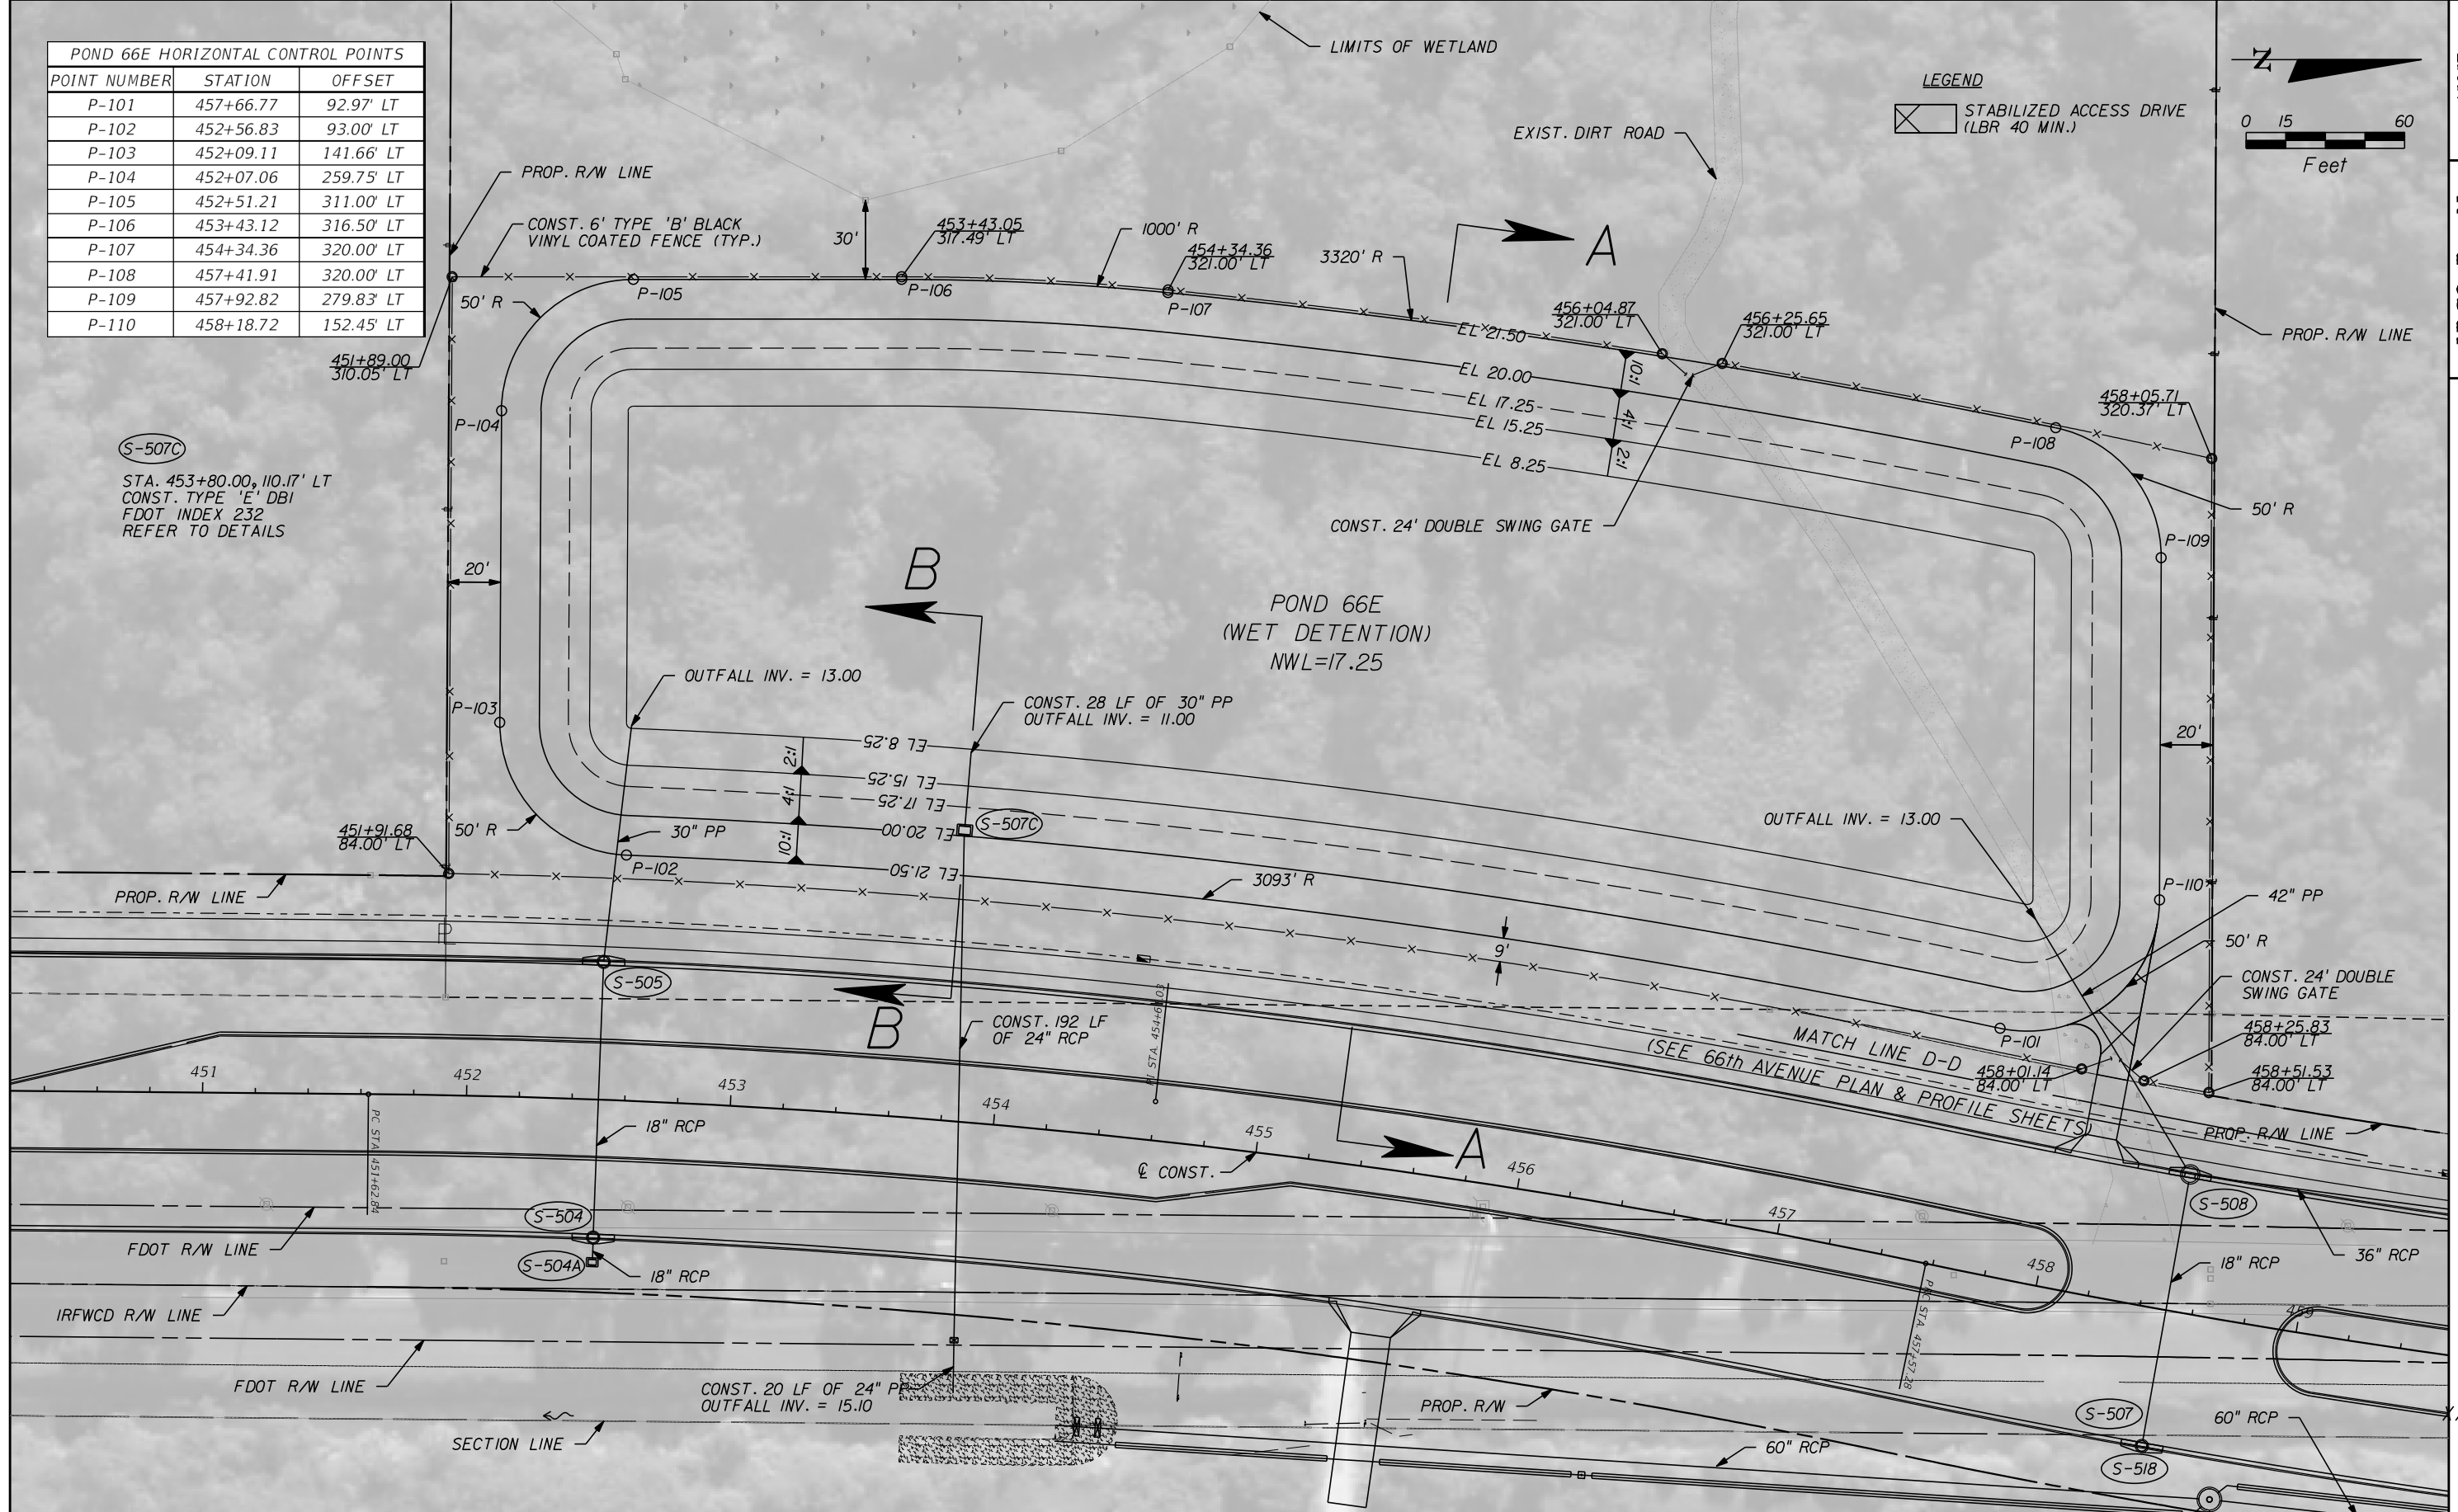 POND 66E HORIZONTAL CONTROL POINTS
POINT NUMBER STATION OFFSET
P-101 457+66.77 92.97' LT
P-102 452+56.83 93.00' LT
P-103 452+09.11 141.66' LT
P-104 452+07.06 259.75' LT
P-105 452+51.21 311.00' LT
P-106 453+43.12 316.50' LT
P-107 454+34.36 320.00' LT
P-108 457+41.91 320.00' LT
P-109 457+92.82 279.83' LT
P-110 458+18.72 152.45' LT
LIMITS OF WETLAND
LEGEND
STABILIZED ACCESS DRIVE
(LBR 40 MIN.)
N
0 15 60
Feet
EXIST. DIRT ROAD
PROP. R/W LINE
CONST. 6' TYPE 'B' BLACK
VINYL COATED FENCE (TYP.)
30'
453+43.05
317.49' LT
1000' R
454+34.36
321.00' LT
3320' R
A
456+04.87
321.00' LT
456+25.65
321.00' LT
PROP. R/W LINE
50' R
P-105
P-106
P-107
451+89.00
310.05' LT
EL 21.50
EL 20.00
EL 17.25
EL 15.25
EL 8.25
10:1
4:1
2:1
458+05.71
320.37' LT
P-104
P-108
S-507C
STA. 453+80.00, 110.17' LT
CONST. TYPE 'E' DBI
FDOT INDEX 232
REFER TO DETAILS
50' R
CONST. 24' DOUBLE SWING GATE
P-109
20'
B
POND 66E
(WET DETENTION)
NWL=17.25
OUTFALL INV. = 13.00
P-103
CONST. 28 LF OF 30" PP
OUTFALL INV. = 11.00
20'
2:1
4:1
10:1
EL 8.25
EL 15.25
EL 17.25
EL 20.00
EL 21.50
S-507C
OUTFALL INV. = 13.00
451+91.68
84.00' LT
50' R
30" PP
P-102
3093' R
P-110
42" PP
PROP. R/W LINE
9'
50' R
S-505
CONST. 24' DOUBLE
SWING GATE
B
CONST. 192 LF
OF 24" RCP
P-101
MATCH LINE D-D
(SEE 66th AVENUE PLAN & PROFILE SHEETS)
458+01.14
84.00' LT
458+25.83
84.00' LT
458+51.53
84.00' LT
451
452
453
454
455
456
457
458
459
PC STA. 451+62.84
18" RCP
℄ CONST.
A
PROP. R/W LINE
S-504
S-508
FDOT R/W LINE
S-504A
18" RCP
18" RCP
36" RCP
IRFWCD R/W LINE
FDOT R/W LINE
CONST. 20 LF OF 24" PP
OUTFALL INV. = 15.10
PROP. R/W
S-507
60" RCP
SECTION LINE
60" RCP
S-518